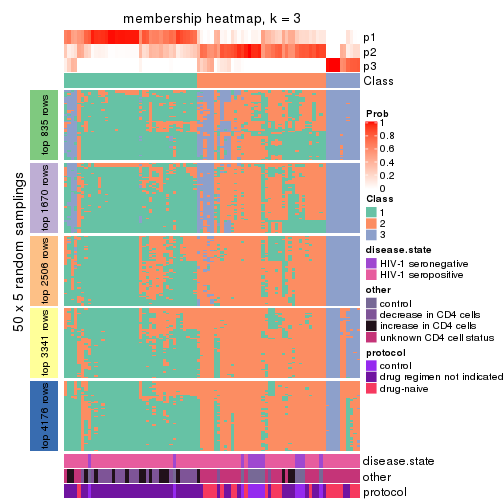 membership heatmap, k = 3
p1
p2
p3
Class
50 x 5 random samplings
top 835 rows
top 1670 rows
top 2506 rows
top 3341 rows
top 4176 rows
disease.state
other
protocol
Prob
1
0.8
0.6
0.4
0.2
0
Class
1
2
3
disease.state
HIV-1 seronegative
HIV-1 seropositive
other
control
decrease in CD4 cells
increase in CD4 cells
unknown CD4 cell status
protocol
control
drug regimen not indicated
drug-naive